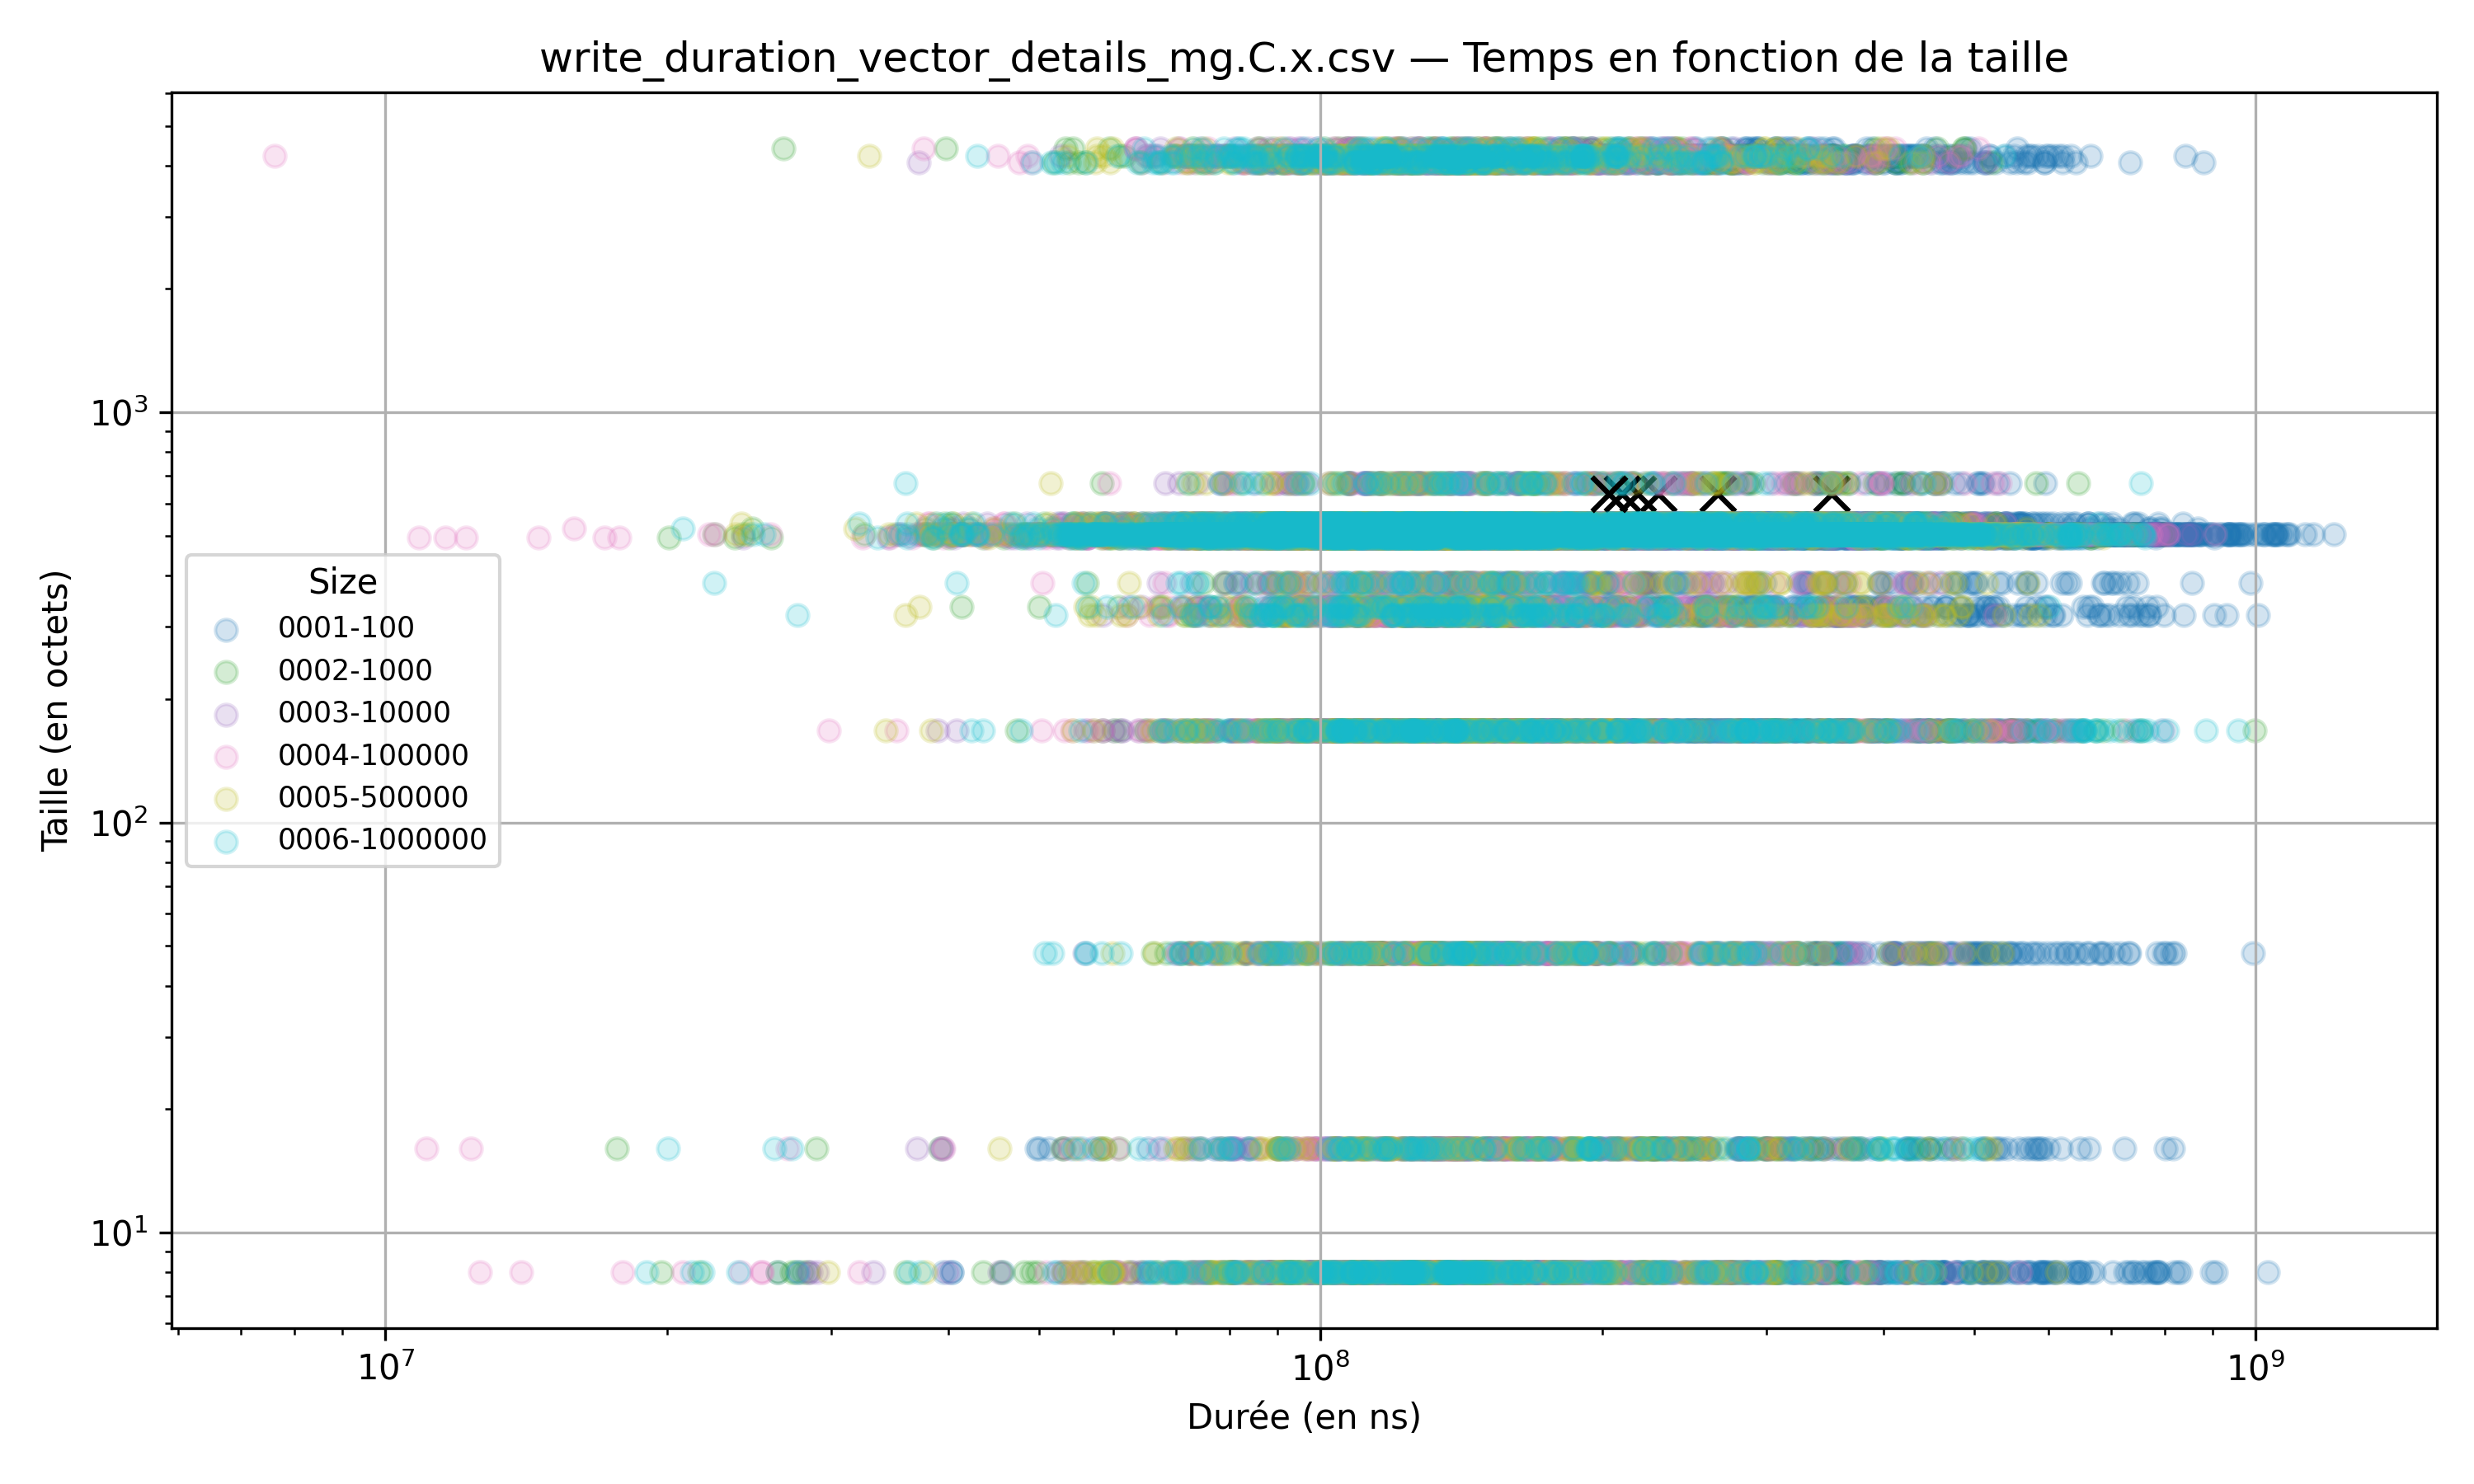 write_duration_vector_details_mg.C.x.csv — Temps en fonction de la taille
Taille (en octets)
10³
10²
10¹
Size
0001-100
0002-1000
0003-10000
0004-100000
0005-500000
0006-1000000
10⁷ 10⁸ 10⁹
Durée (en ns)